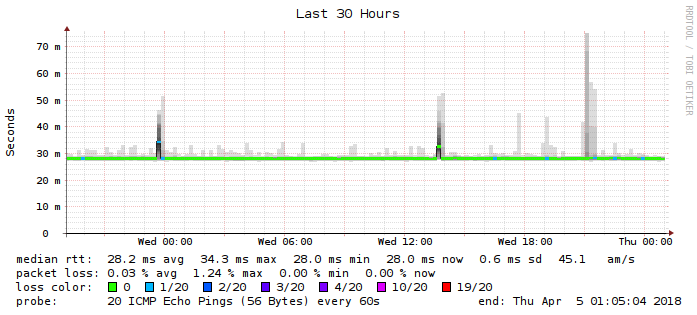 Last 30 Hours
RRDTOOL / TOBI OETIKER
Seconds
70 m
60 m
50 m
40 m
30 m
20 m
10 m
0
Wed 00:00 Wed 06:00 Wed 12:00 Wed 18:00 Thu 00:00
median rtt: 28.2 ms avg 34.3 ms max 28.0 ms min 28.0 ms now 0.6 ms sd 45.1 am/s
packet loss: 0.03 % avg 1.24 % max 0.00 % min 0.00 % now
loss color: 0 1/20 2/20 3/20 4/20 10/20 19/20
probe: 20 ICMP Echo Pings (56 Bytes) every 60s end: Thu Apr 5 01:05:04 2018